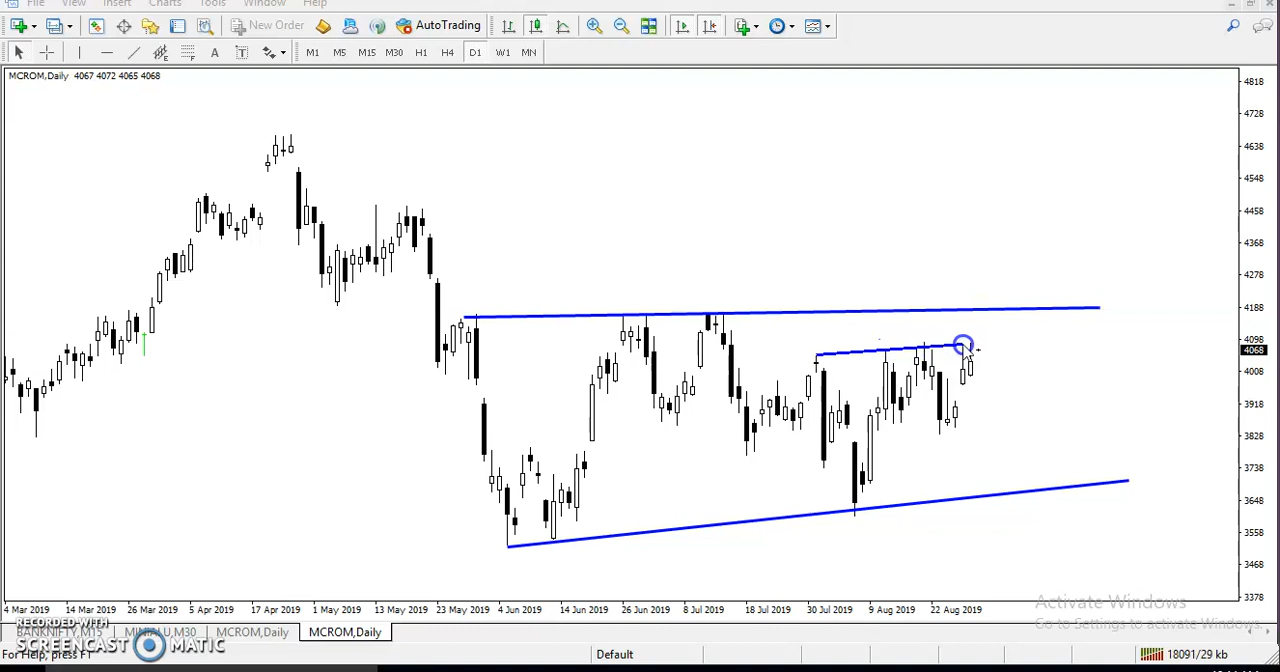 File View Insert Charts Tools Window Help
New Order AutoTrading
A T M1 M5 M15 M30 H1 H4 D1 W1 MN
MCROM,Daily 4067 4072 4065 4068
4818
4728
4638
4548
4458
4368
4278
4188
4098
4068
4008
3918
3828
3738
3648
3558
3468
3378
4 Mar 2019 14 Mar 2019 26 Mar 2019 5 Apr 2019 17 Apr 2019 1 May 2019 13 May 2019 23 May 2019 4 Jun 2019 14 Jun 2019 26 Jun 2019 8 Jul 2019 18 Jul 2019 30 Jul 2019 9 Aug 2019 22 Aug 2019
Activate Windows
Go to Settings to activate Windows.
BANKNIFTY,M15 MINIALU,M30 MCROM,Daily MCROM,Daily
RECORDED WITH
SCREENCAST MATIC
For Help, press F1 Default 18091/29 kb